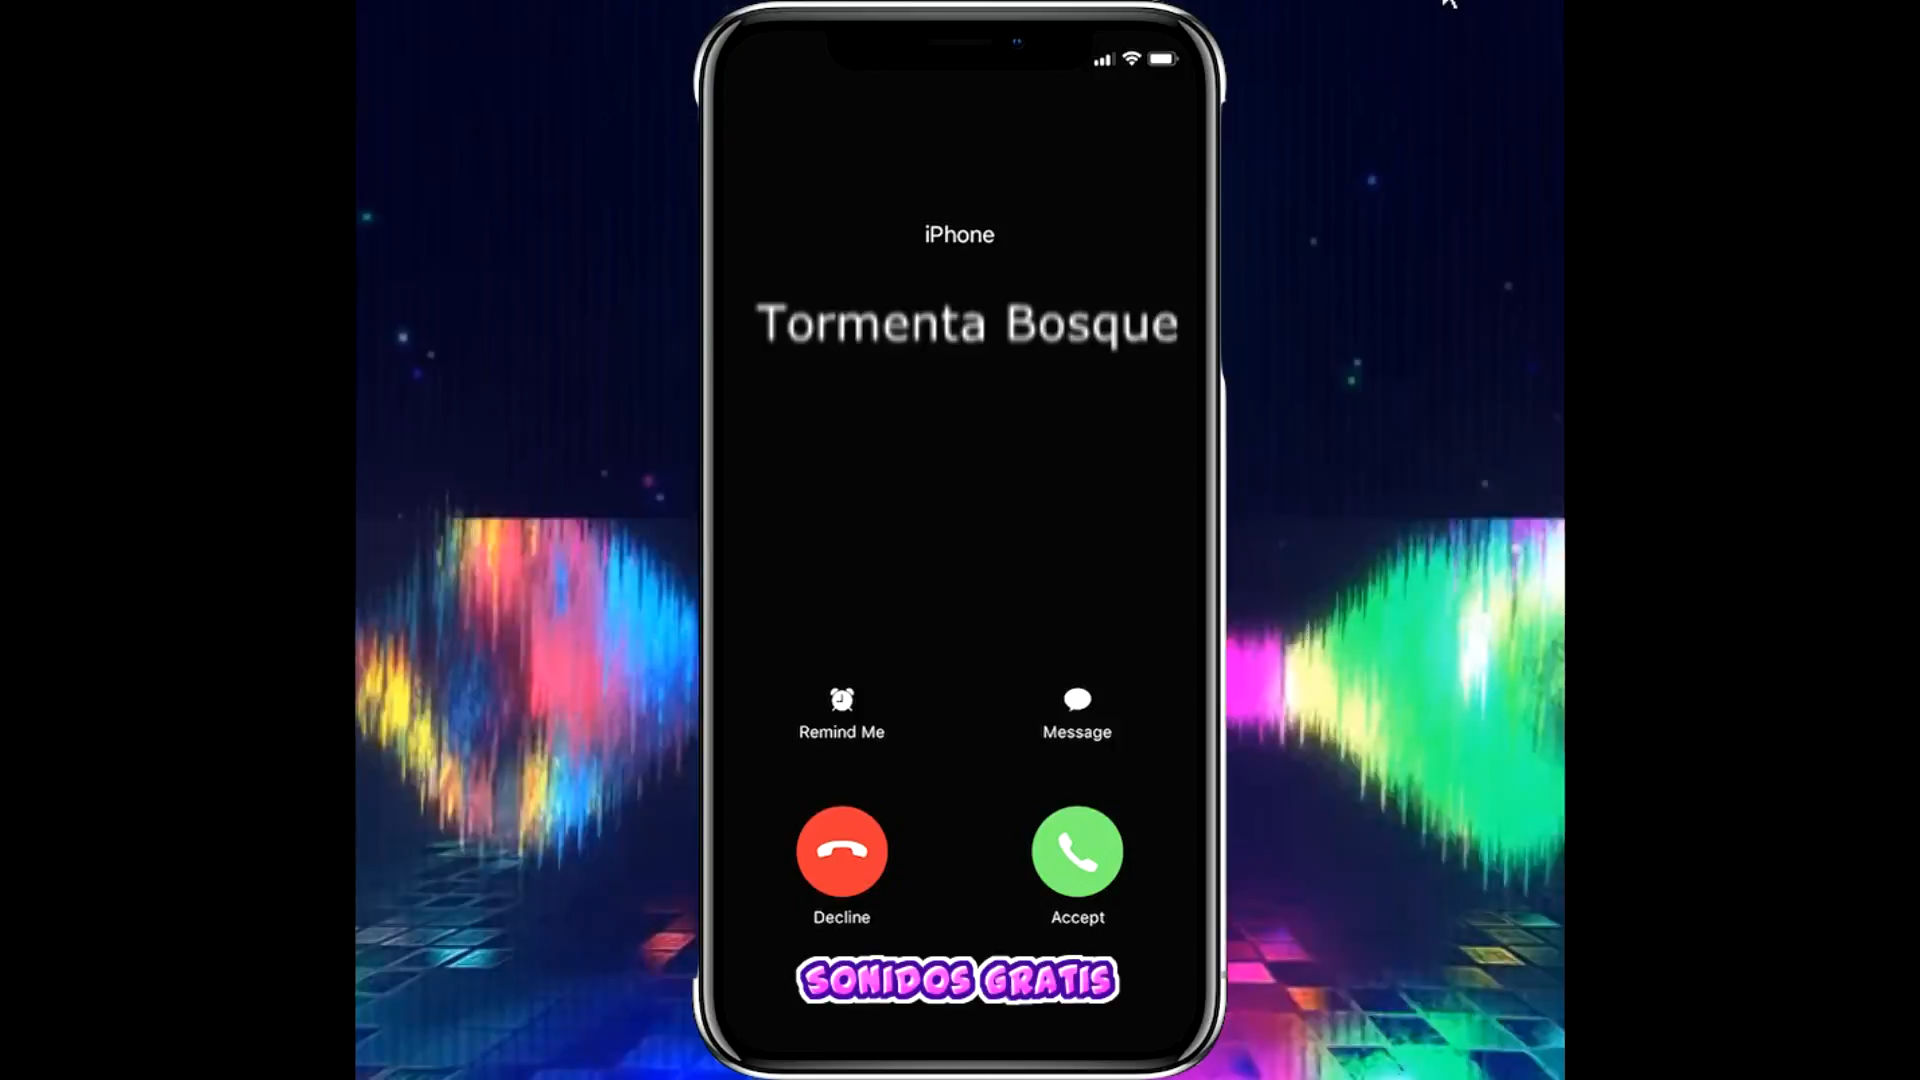 iPhone
Tormenta Bosque
Remind Me
Message
Decline
Accept
SONIDOS GRATIS